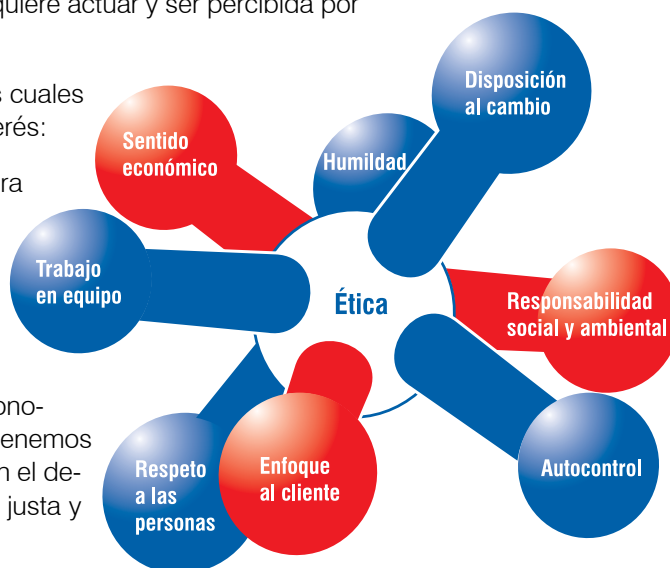 quiere actuar y ser percibida por
s cuales
erés:
ra
ono-
enemos
n el de-
justa y
Disposición
al cambio
Sentido
económico
Humildad
Trabajo
en equipo
Ética
Responsabilidad
social y ambiental
Respeto
a las
personas
Enfoque
al cliente
Autocontrol